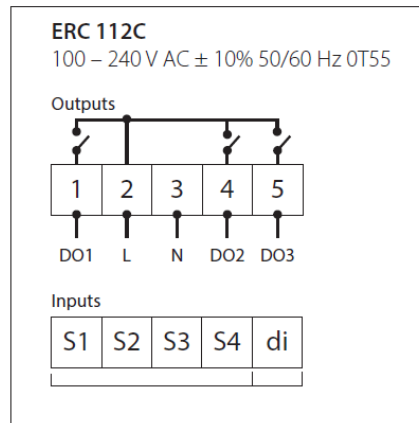 ERC 112C
100 – 240 V AC ± 10% 50/60 Hz 0T55
Outputs
1 2 3 4 5
DO1 L N DO2 DO3
Inputs
S1 S2 S3 S4 di